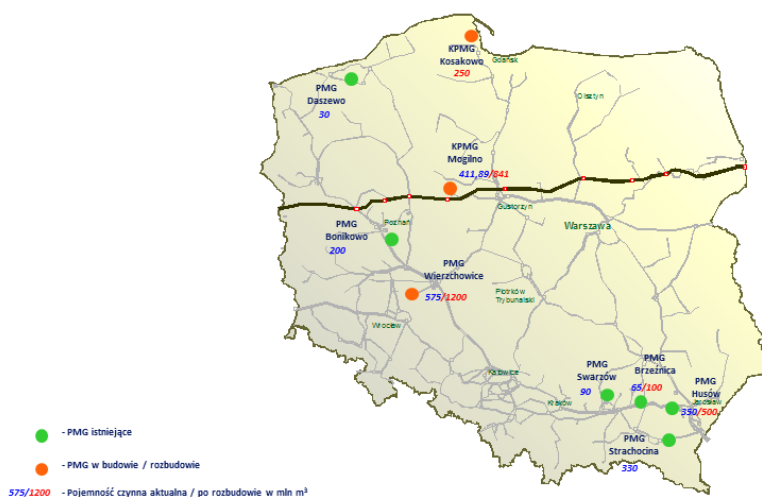 KPMG
Kosakowo
250
Gdańsk
PMG
Daszewo
30
Olsztyn
KPMG
Mogilno
411,89/841
Gustorzyn
PMG
Bonikowo
200
Poznań
Warszawa
PMG
Wierzchowice
575/1200
Piotrków
Trybunalski
Wrocław
Katowice
Kraków
PMG
Swarzów
90
PMG
Brzeźnica
65/100
PMG
Husów
Jarosław
350/500
PMG
Strachocina
330
- PMG istniejące
- PMG w budowie / rozbudowie
575/1200 - Pojemność czynna aktualna / po rozbudowie w mln m³